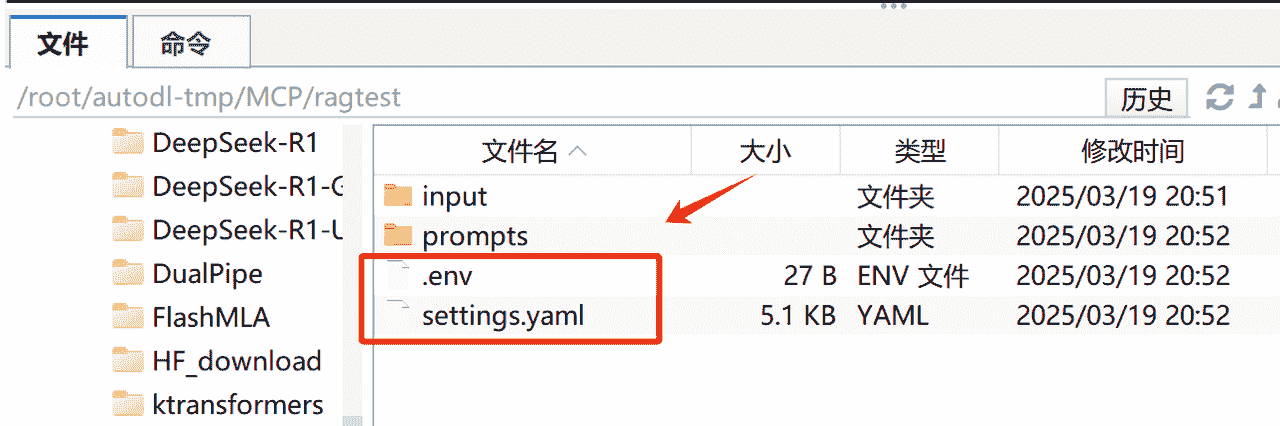 文件 命令
/root/autodl-tmp/MCP/ragtest 历史
DeepSeek-R1
DeepSeek-R1-G
DeepSeek-R1-U
DualPipe
FlashMLA
HF_download
ktransformers
文件名 大小 类型 修改时间
input 文件夹 2025/03/19 20:51
prompts 文件夹 2025/03/19 20:52
.env 27 B ENV 文件 2025/03/19 20:52
settings.yaml 5.1 KB YAML 2025/03/19 20:52